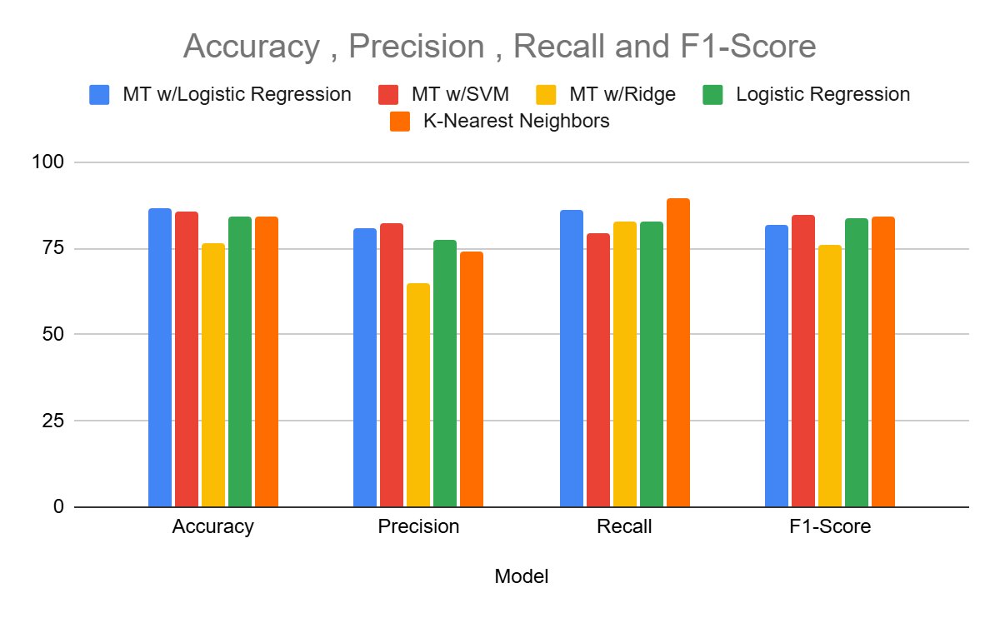 Accuracy , Precision , Recall and F1-Score
MT w/Logistic Regression MT w/SVM MT w/Ridge Logistic Regression
K-Nearest Neighbors
100
75
50
25
0
Accuracy Precision Recall F1-Score
Model